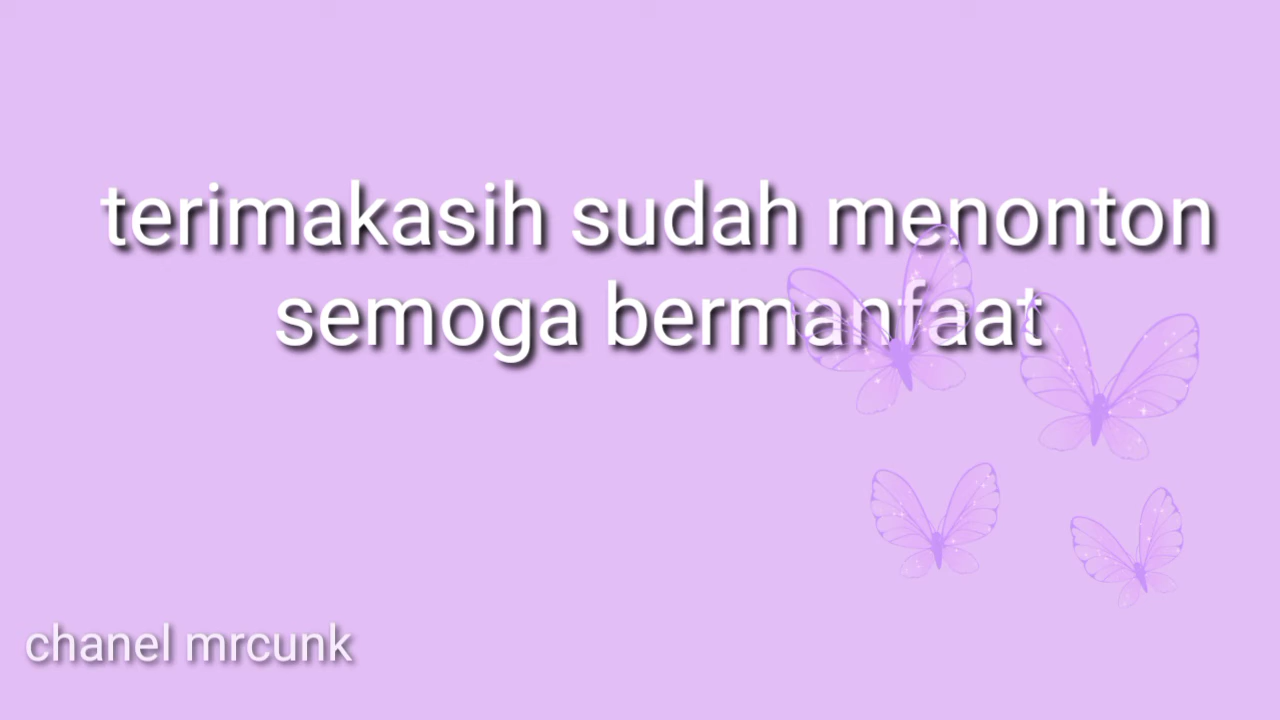 terimakasih sudah menonton
semoga bermanfaat
chanel mrcunk